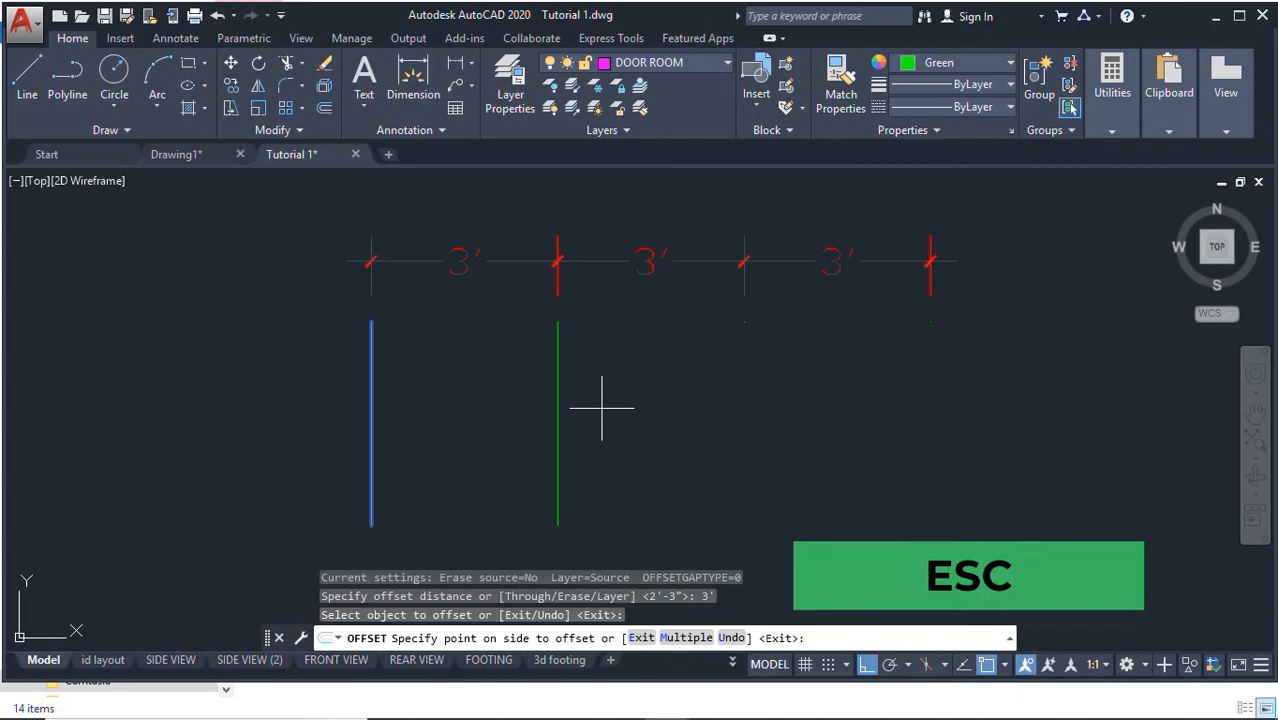 Autodesk AutoCAD 2020 Tutorial 1.dwg
Type a keyword or phrase
Sign In
Home Insert Annotate Parametric View Manage Output Add-ins Collaborate Express Tools Featured Apps
DOOR ROOM
Green
ByLayer
ByLayer
Line Polyline Circle Arc
Text Dimension
Layer Properties
Insert
Match Properties
Group
Utilities
Clipboard
View
Draw Modify Annotation Layers Block Properties Groups
Start Drawing1* Tutorial 1*
[−][Top][2D Wireframe]
3' 3' 3'
N
W TOP E
S
WCS
Y
X
ESC
Current settings: Erase source=No Layer=Source OFFSETGAPTYPE=0
Specify offset distance or [Through/Erase/Layer] <2'-3">: 3'
Select object to offset or [Exit/Undo] <Exit>:
OFFSET Specify point on side to offset or [Exit Multiple Undo] <Exit>:
Model id layout SIDE VIEW SIDE VIEW (2) FRONT VIEW REAR VIEW FOOTING 3d footing
MODEL
1:1
14 items